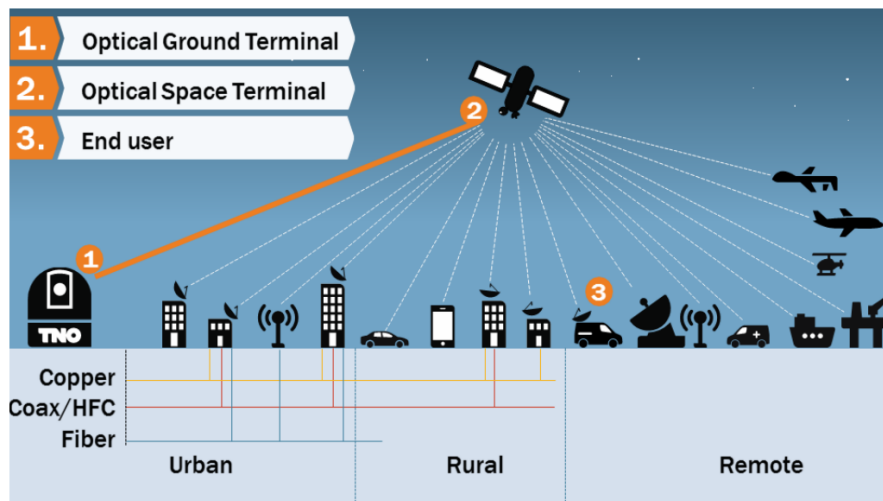 1. Optical Ground Terminal
2. Optical Space Terminal
3. End user
2
1
3
TNO
Copper
Coax/HFC
Fiber
Urban Rural Remote